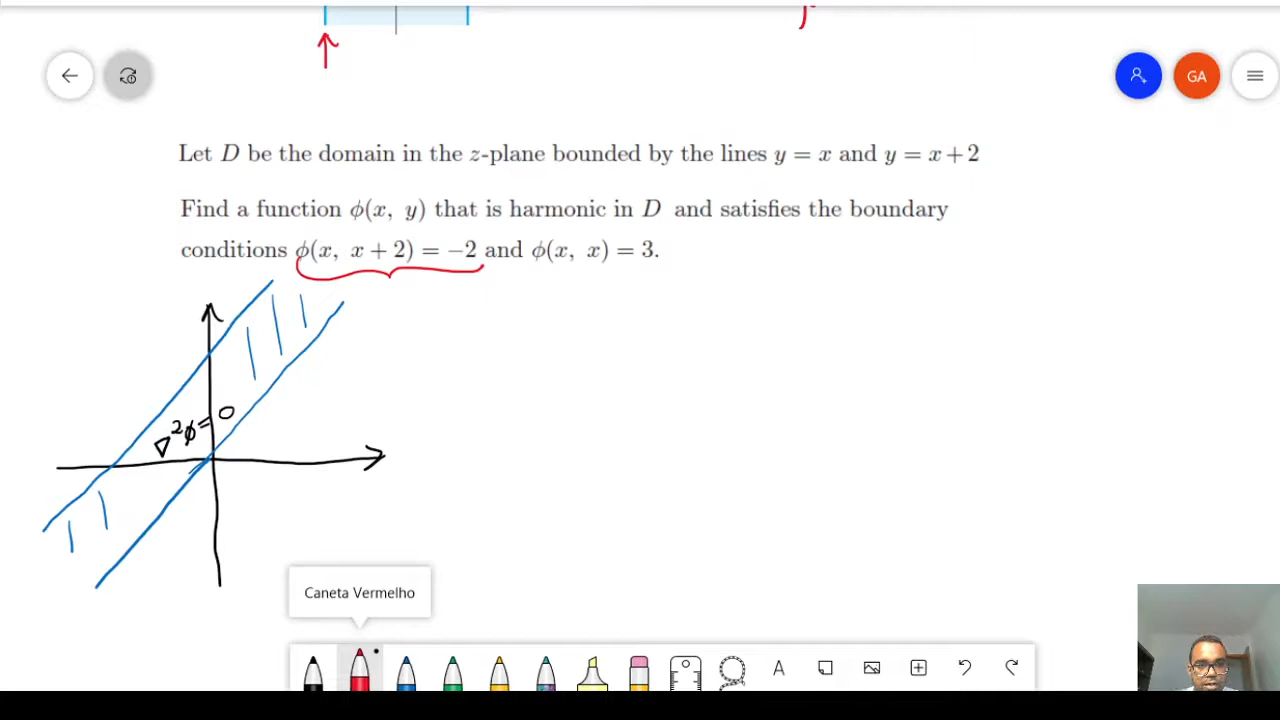 GA
Let D be the domain in the z-plane bounded by the lines y = x and y = x + 2
Find a function ϕ(x, y) that is harmonic in D and satisfies the boundary
conditions ϕ(x, x + 2) = −2 and ϕ(x, x) = 3.
∇²ϕ = 0
Caneta Vermelho
A